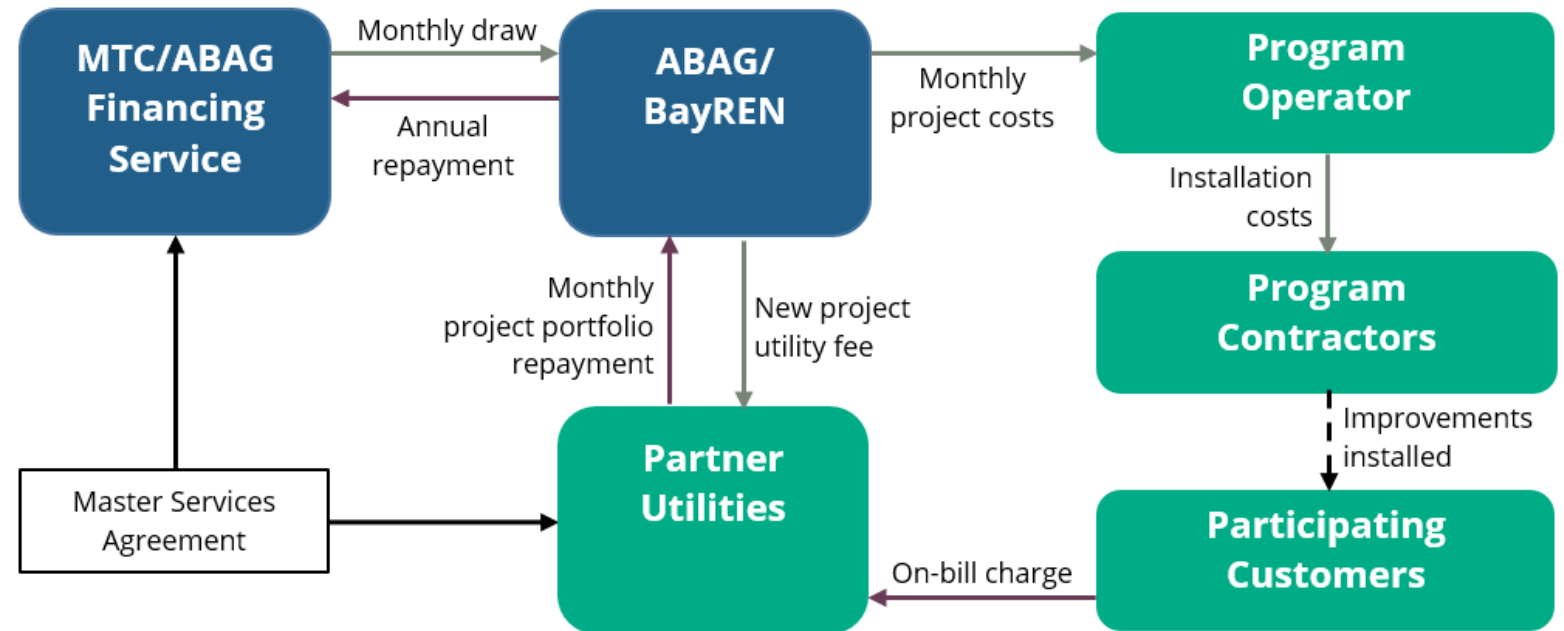 MTC/ABAG
Financing
Service
Monthly draw
Annual
repayment
ABAG/
BayREN
Monthly
project costs
Program
Operator
Installation
costs
Program
Contractors
Improvements
installed
Participating
Customers
On-bill charge
Monthly
project portfolio
repayment
New project
utility fee
Partner
Utilities
Master Services
Agreement